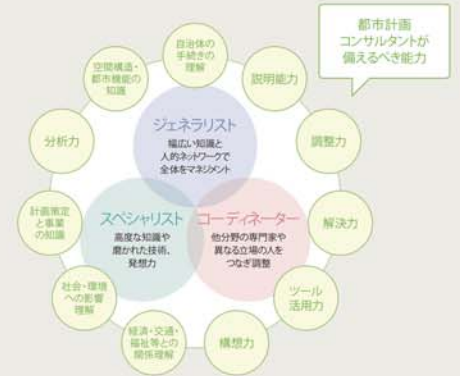 都市計画
コンサルタントが
備えるべき能力
自治体の
手続きの
理解
説明能力
調整力
解決力
ツール
活用力
構想力
経済・交通・
福祉等との
関係理解
社会・環境
への影響
理解
計画策定
と事業
の知識
分析力
空間構造・
都市機能の
知識
ジェネラリスト
幅広い知識と
人的ネットワークで
全体をマネジメント
スペシャリスト
高度な知識や
磨かれた技術、
発想力
コーディネーター
他分野の専門家や
異なる立場の人を
つなぎ調整